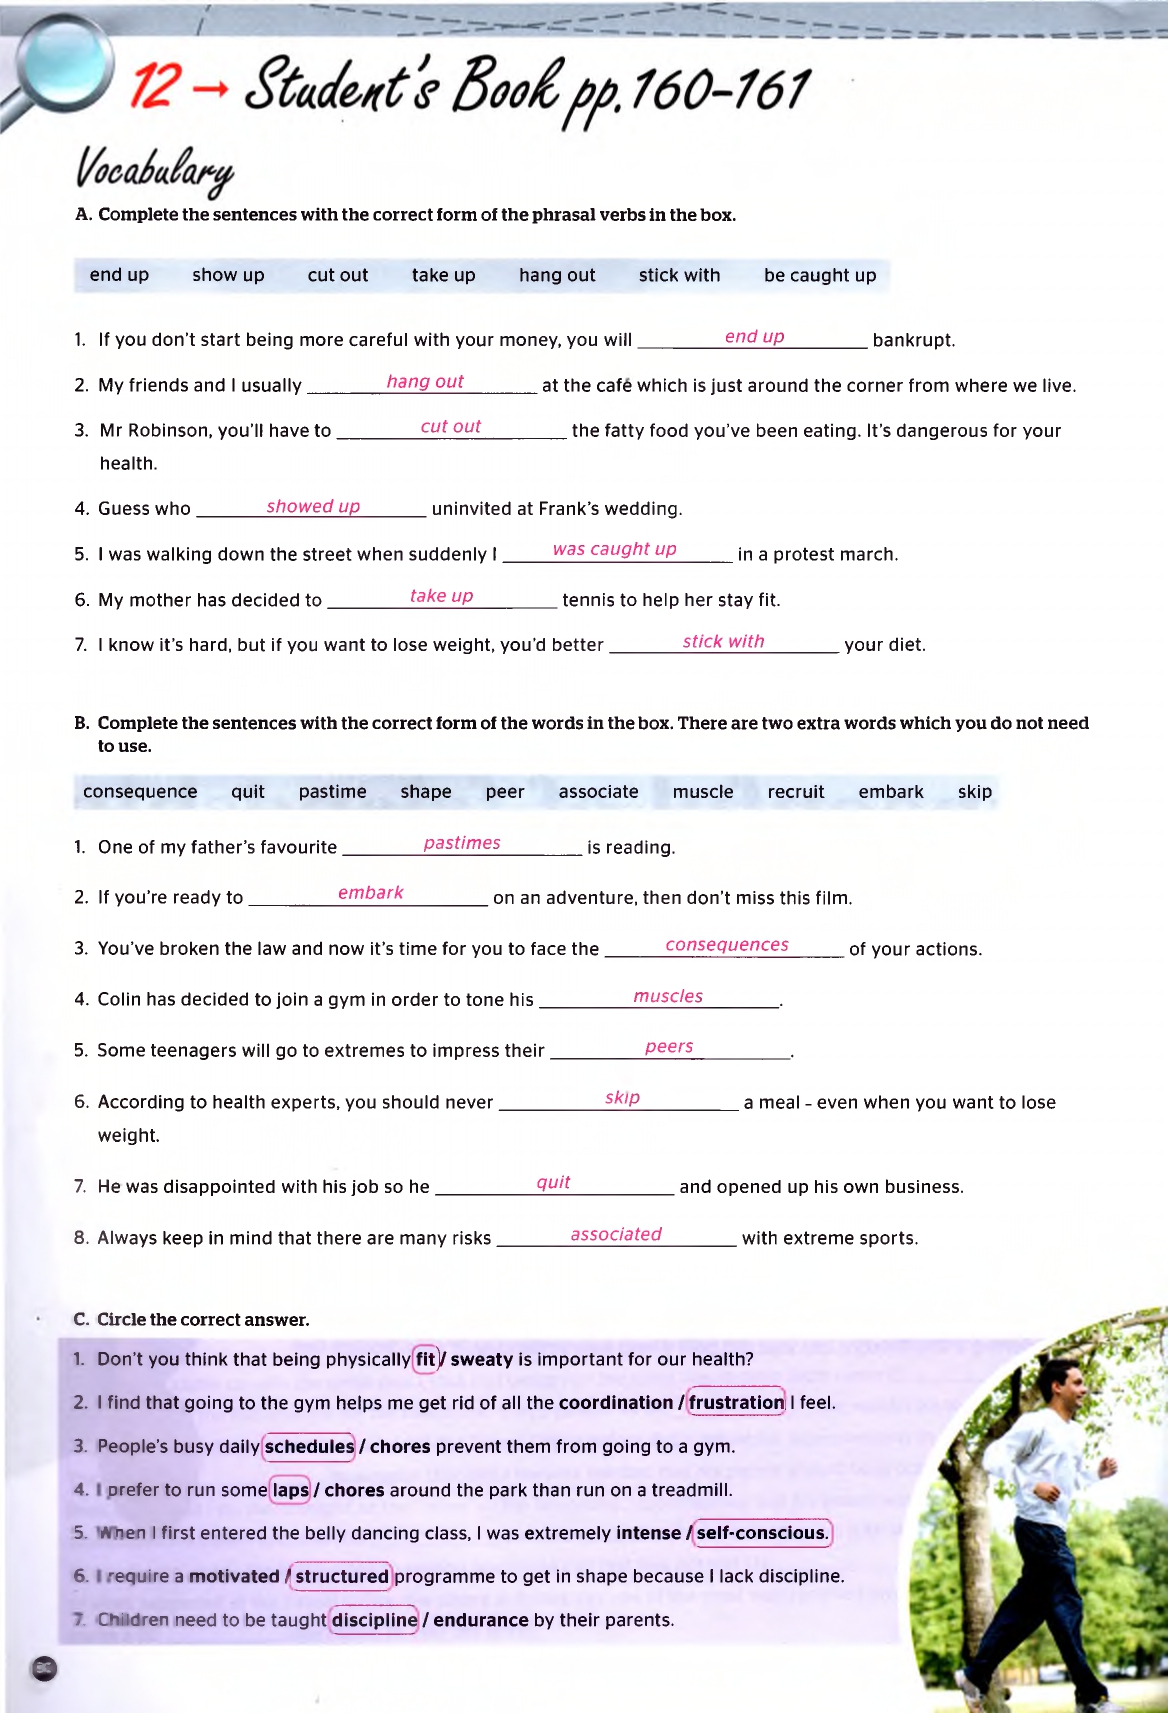 12 → Student's Book pp.160-161
Vocabulary
A. Complete the sentences with the correct form of the phrasal verbs in the box.
end up show up cut out take up hang out stick with be caught up
1. If you don't start being more careful with your money, you will end up bankrupt.
2. My friends and I usually hang out at the café which is just around the corner from where we live.
3. Mr Robinson, you'll have to cut out the fatty food you've been eating. It's dangerous for your
health.
4. Guess who showed up uninvited at Frank's wedding.
5. I was walking down the street when suddenly I was caught up in a protest march.
6. My mother has decided to take up tennis to help her stay fit.
7. I know it's hard, but if you want to lose weight, you'd better stick with your diet.
B. Complete the sentences with the correct form of the words in the box. There are two extra words which you do not need
to use.
consequence quit pastime shape peer associate muscle recruit embark skip
1. One of my father's favourite pastimes is reading.
2. If you're ready to embark on an adventure, then don't miss this film.
3. You've broken the law and now it's time for you to face the consequences of your actions.
4. Colin has decided to join a gym in order to tone his muscles.
5. Some teenagers will go to extremes to impress their peers.
6. According to health experts, you should never skip a meal - even when you want to lose
weight.
7. He was disappointed with his job so he quit and opened up his own business.
8. Always keep in mind that there are many risks associated with extreme sports.
C. Circle the correct answer.
1. Don't you think that being physically fit / sweaty is important for our health?
2. I find that going to the gym helps me get rid of all the coordination / frustration I feel.
3. People's busy daily schedules / chores prevent them from going to a gym.
4. I prefer to run some laps / chores around the park than run on a treadmill.
5. When I first entered the belly dancing class, I was extremely intense / self-conscious.
6. I require a motivated / structured programme to get in shape because I lack discipline.
7. Children need to be taught discipline / endurance by their parents.